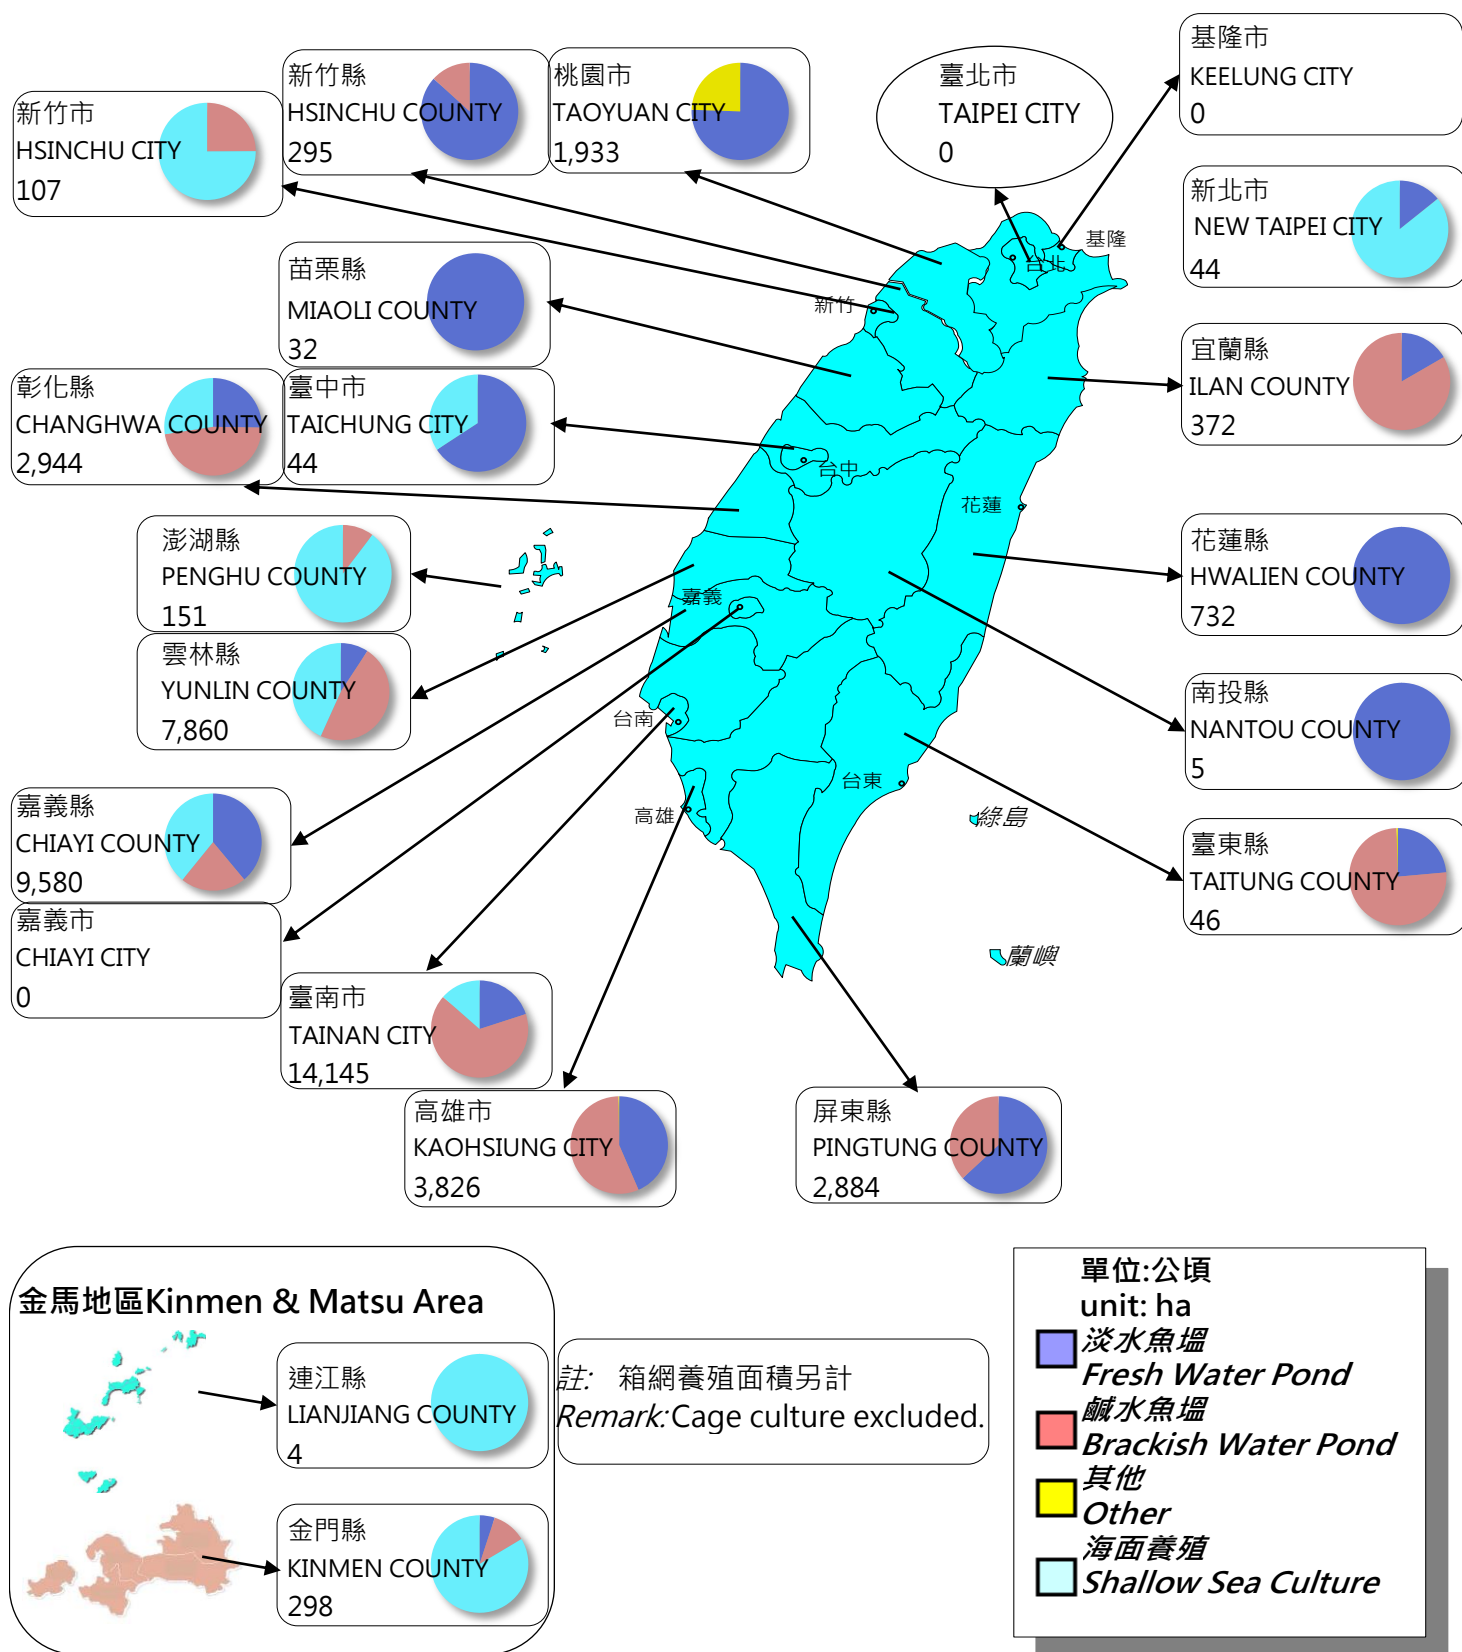 基隆市
KEELUNG CITY
0
臺北市
TAIPEI CITY
0
桃園市
TAOYUAN CITY
1,933
新竹縣
HSINCHU COUNTY
295
新竹市
HSINCHU CITY
107
新北市
NEW TAIPEI CITY
44
苗栗縣
MIAOLI COUNTY
32
基隆
台北
新竹
宜蘭縣
ILAN COUNTY
372
彰化縣
CHANGHWA COUNTY
2,944
臺中市
TAICHUNG CITY
44
台中
花蓮
澎湖縣
PENGHU COUNTY
151
花蓮縣
HWALIEN COUNTY
732
嘉義
雲林縣
YUNLIN COUNTY
7,860
台南
南投縣
NANTOU COUNTY
5
台東
高雄
綠島
嘉義縣
CHIAYI COUNTY
9,580
臺東縣
TAITUNG COUNTY
46
嘉義市
CHIAYI CITY
0
蘭嶼
臺南市
TAINAN CITY
14,145
高雄市
KAOHSIUNG CITY
3,826
屏東縣
PINGTUNG COUNTY
2,884
金馬地區Kinmen & Matsu Area
連江縣
LIANJIANG COUNTY
4
金門縣
KINMEN COUNTY
298
註: 箱網養殖面積另計
Remark:Cage culture excluded.
單位:公頃
unit: ha
淡水魚塭
Fresh Water Pond
鹹水魚塭
Brackish Water Pond
其他
Other
海面養殖
Shallow Sea Culture